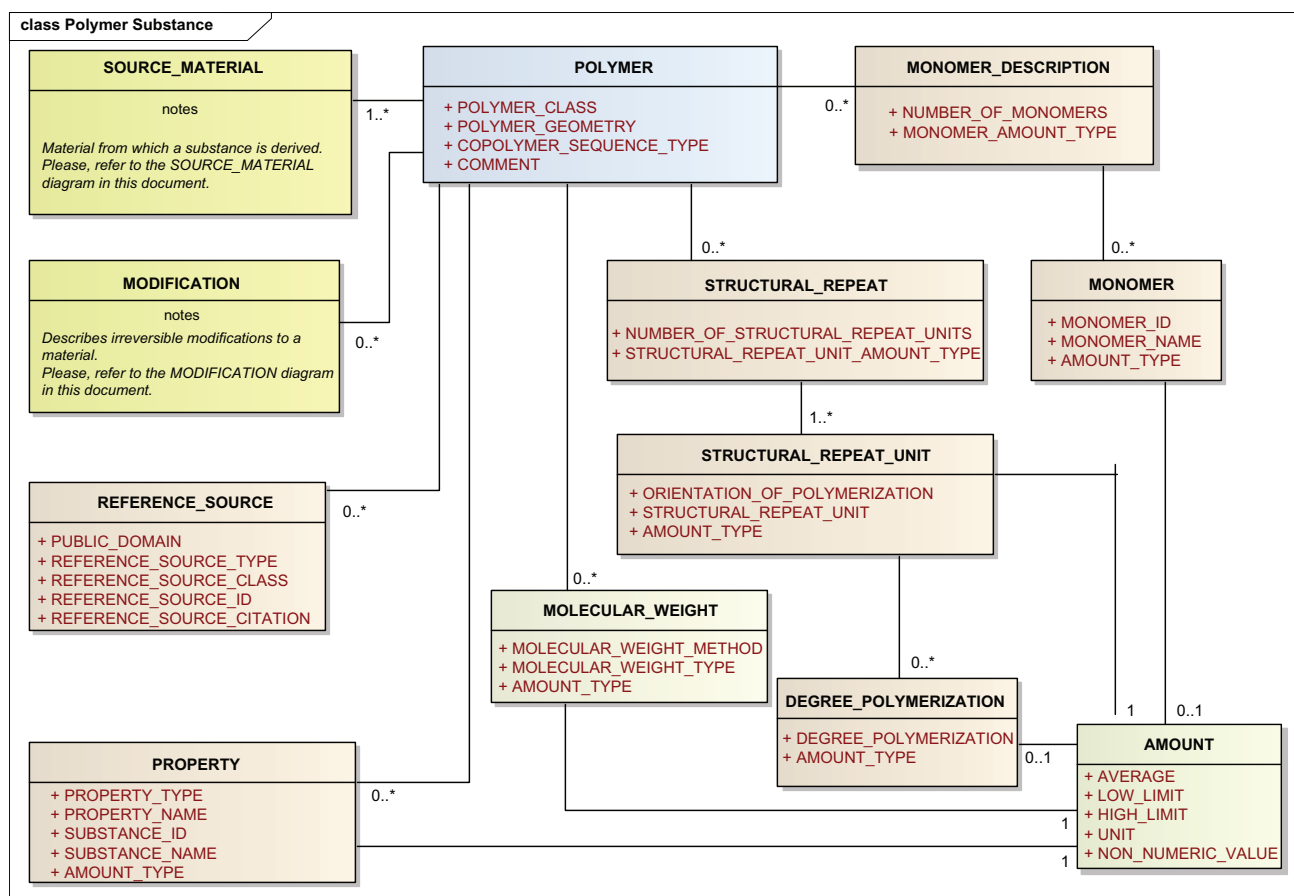 class Polymer Substance
SOURCE_MATERIAL
notes
Material from which a substance is derived.
Please, refer to the SOURCE_MATERIAL
diagram in this document.
1..*
POLYMER
+ POLYMER_CLASS
+ POLYMER_GEOMETRY
+ COPOLYMER_SEQUENCE_TYPE
+ COMMENT
0..*
MONOMER_DESCRIPTION
+ NUMBER_OF_MONOMERS
+ MONOMER_AMOUNT_TYPE
MODIFICATION
notes
Describes irreversible modifications to a
material.
Please, refer to the MODIFICATION diagram
in this document.
0..*
0..*
STRUCTURAL_REPEAT
+ NUMBER_OF_STRUCTURAL_REPEAT_UNITS
+ STRUCTURAL_REPEAT_UNIT_AMOUNT_TYPE
0..*
MONOMER
+ MONOMER_ID
+ MONOMER_NAME
+ AMOUNT_TYPE
1..*
STRUCTURAL_REPEAT_UNIT
+ ORIENTATION_OF_POLYMERIZATION
+ STRUCTURAL_REPEAT_UNIT
+ AMOUNT_TYPE
REFERENCE_SOURCE
+ PUBLIC_DOMAIN
+ REFERENCE_SOURCE_TYPE
+ REFERENCE_SOURCE_CLASS
+ REFERENCE_SOURCE_ID
+ REFERENCE_SOURCE_CITATION
0..*
0..*
MOLECULAR_WEIGHT
+ MOLECULAR_WEIGHT_METHOD
+ MOLECULAR_WEIGHT_TYPE
+ AMOUNT_TYPE
0..*
DEGREE_POLYMERIZATION
+ DEGREE_POLYMERIZATION
+ AMOUNT_TYPE
0..1
1
0..1
AMOUNT
+ AVERAGE
+ LOW_LIMIT
+ HIGH_LIMIT
+ UNIT
+ NON_NUMERIC_VALUE
PROPERTY
+ PROPERTY_TYPE
+ PROPERTY_NAME
+ SUBSTANCE_ID
+ SUBSTANCE_NAME
+ AMOUNT_TYPE
0..*
1
1